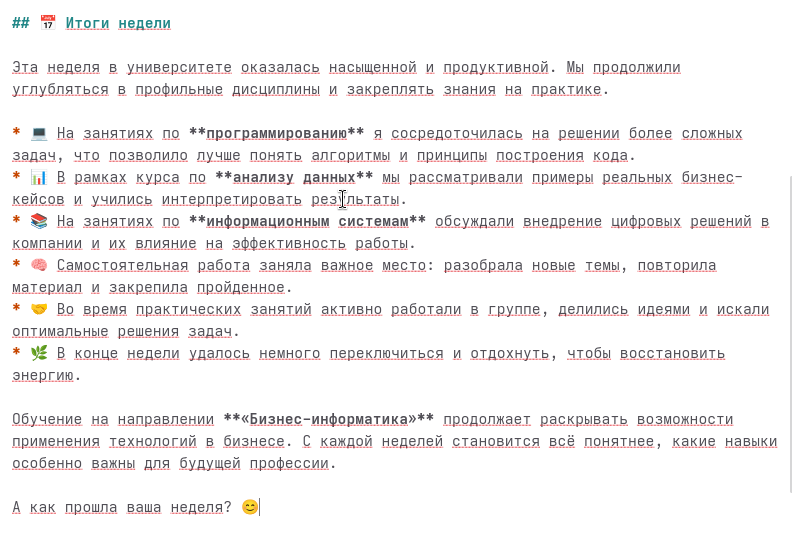 ## 📅 Итоги недели
Эта неделя в университете оказалась насыщенной и продуктивной. Мы продолжили
углубляться в профильные дисциплины и закреплять знания на практике.
* 💻 На занятиях по **программированию** я сосредоточилась на решении более сложных
задач, что позволило лучше понять алгоритмы и принципы построения кода.
* 📊 В рамках курса по **анализу данных** мы рассматривали примеры реальных бизнес-
кейсов и учились интерпретировать результаты.
* 📚 На занятиях по **информационным системам** обсуждали внедрение цифровых решений в
компании и их влияние на эффективность работы.
* 🧠 Самостоятельная работа заняла важное место: разобрала новые темы, повторила
материал и закрепила пройденное.
* 🤝 Во время практических занятий активно работали в группе, делились идеями и искали
оптимальные решения задач.
* 🌿 В конце недели удалось немного переключиться и отдохнуть, чтобы восстановить
энергию.
Обучение на направлении **«Бизнес-информатика»** продолжает раскрывать возможности
применения технологий в бизнесе. С каждой неделей становится всё понятнее, какие навыки
особенно важны для будущей профессии.
А как прошла ваша неделя? 😊